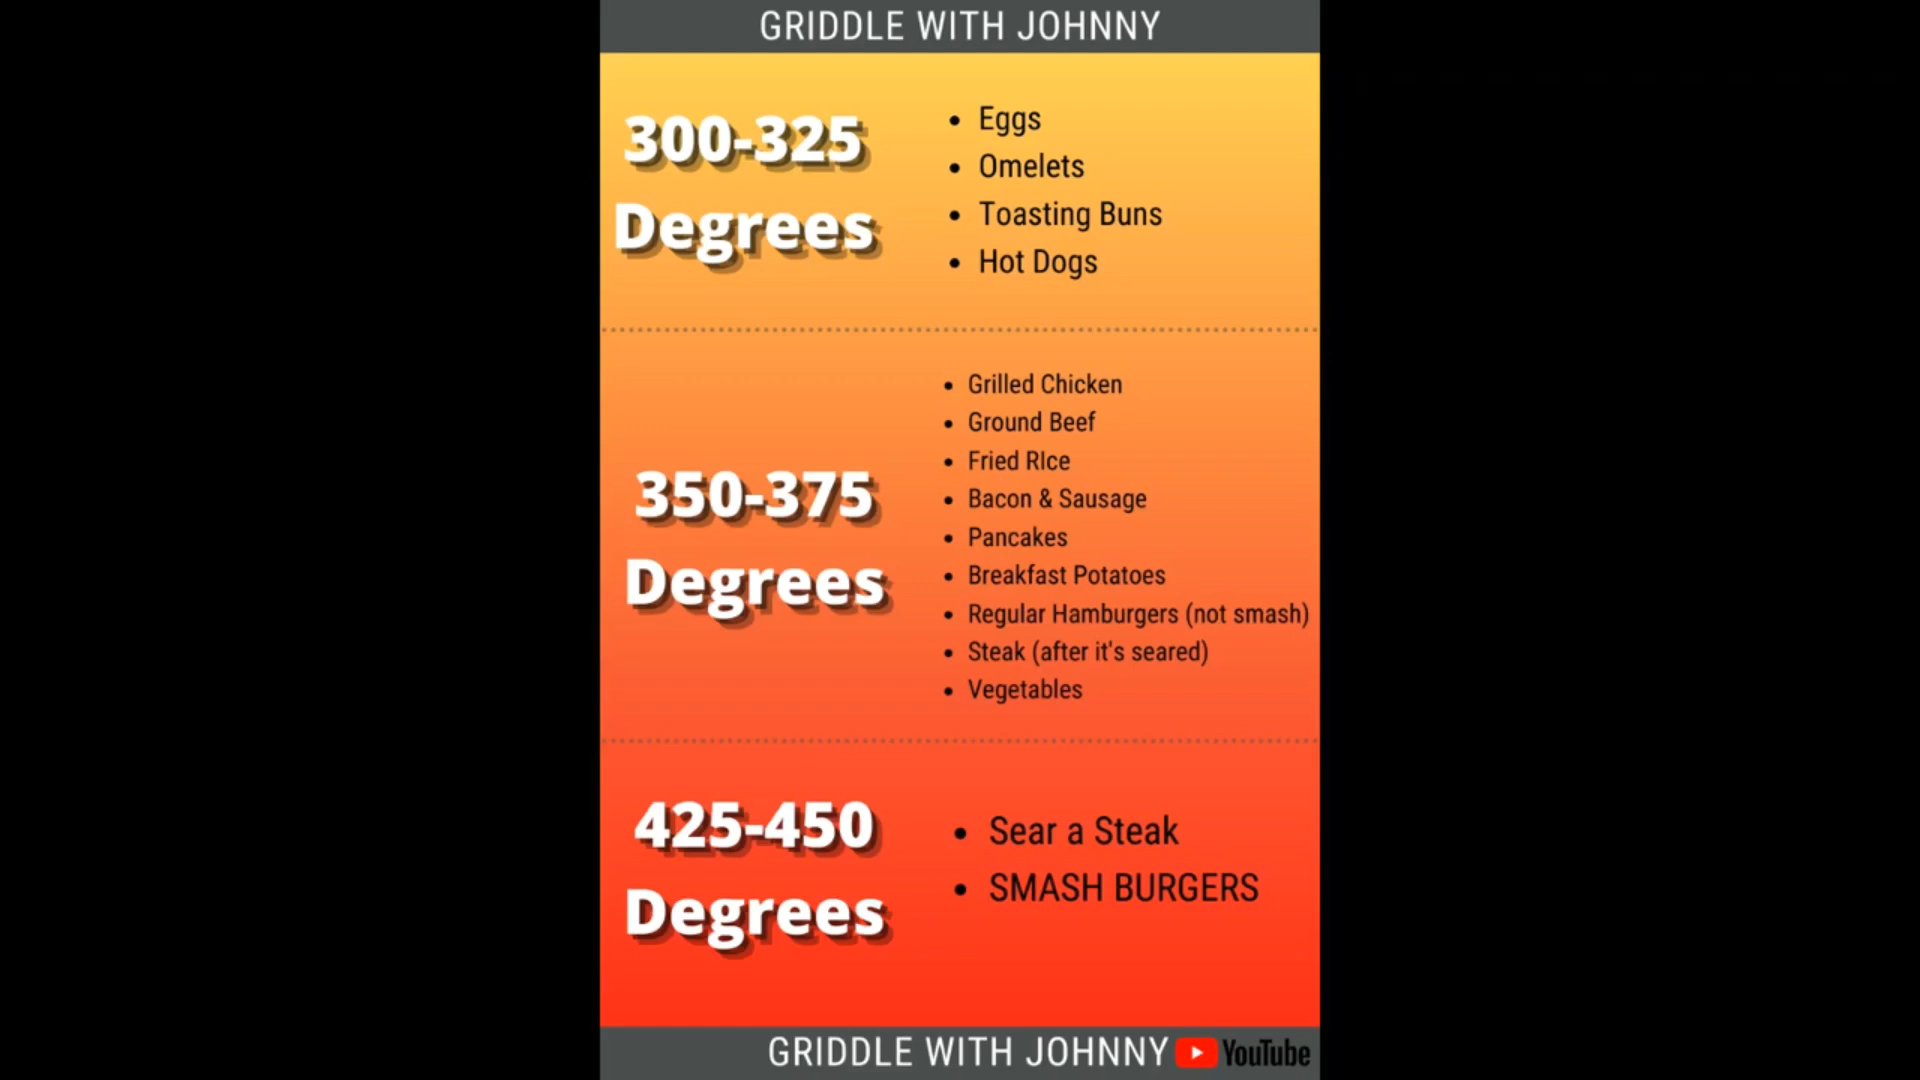 GRIDDLE WITH JOHNNY
300-325
Degrees
• Eggs
• Omelets
• Toasting Buns
• Hot Dogs
350-375
Degrees
• Grilled Chicken
• Ground Beef
• Fried RIce
• Bacon & Sausage
• Pancakes
• Breakfast Potatoes
• Regular Hamburgers (not smash)
• Steak (after it's seared)
• Vegetables
425-450
Degrees
• Sear a Steak
• SMASH BURGERS
GRIDDLE WITH JOHNNY YouTube